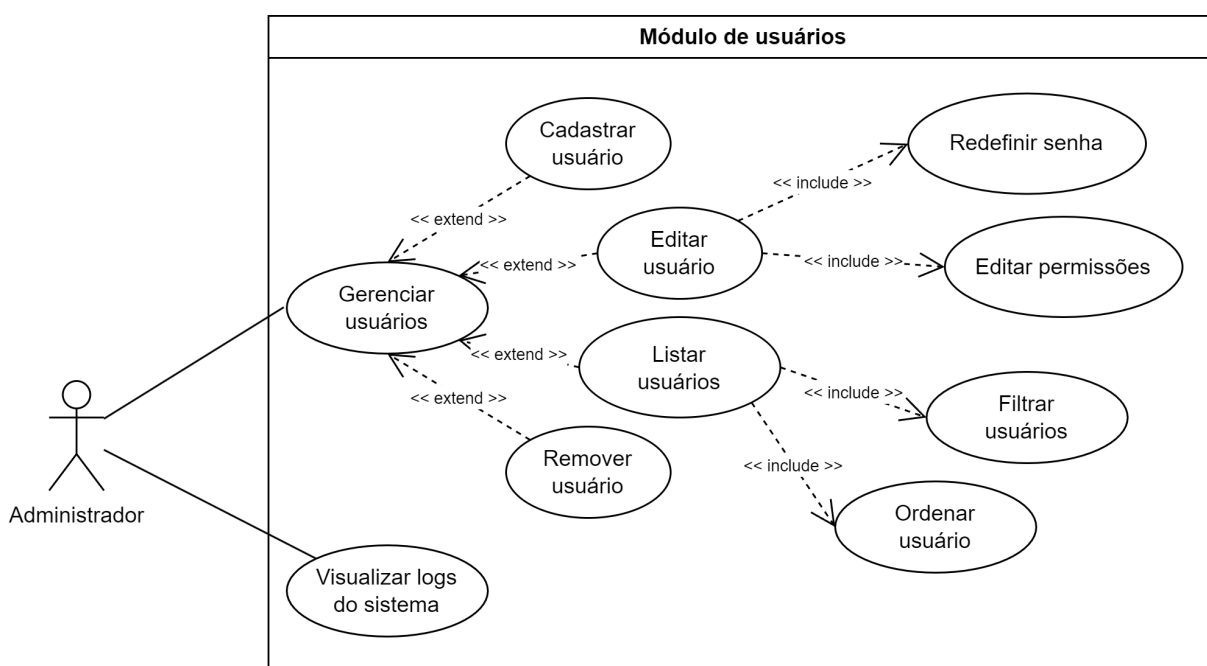 Módulo de usuários
Cadastrar
usuário
Redefinir senha
<< include >>
<< extend >>
Editar
usuário
<< extend >>
<< include >>
Editar permissões
Gerenciar
usuários
<< extend >>
Listar
usuários
<< include >>
Filtrar
usuários
<< extend >>
Remover
usuário
<< include >>
Ordenar
usuário
Administrador
Visualizar logs
do sistema